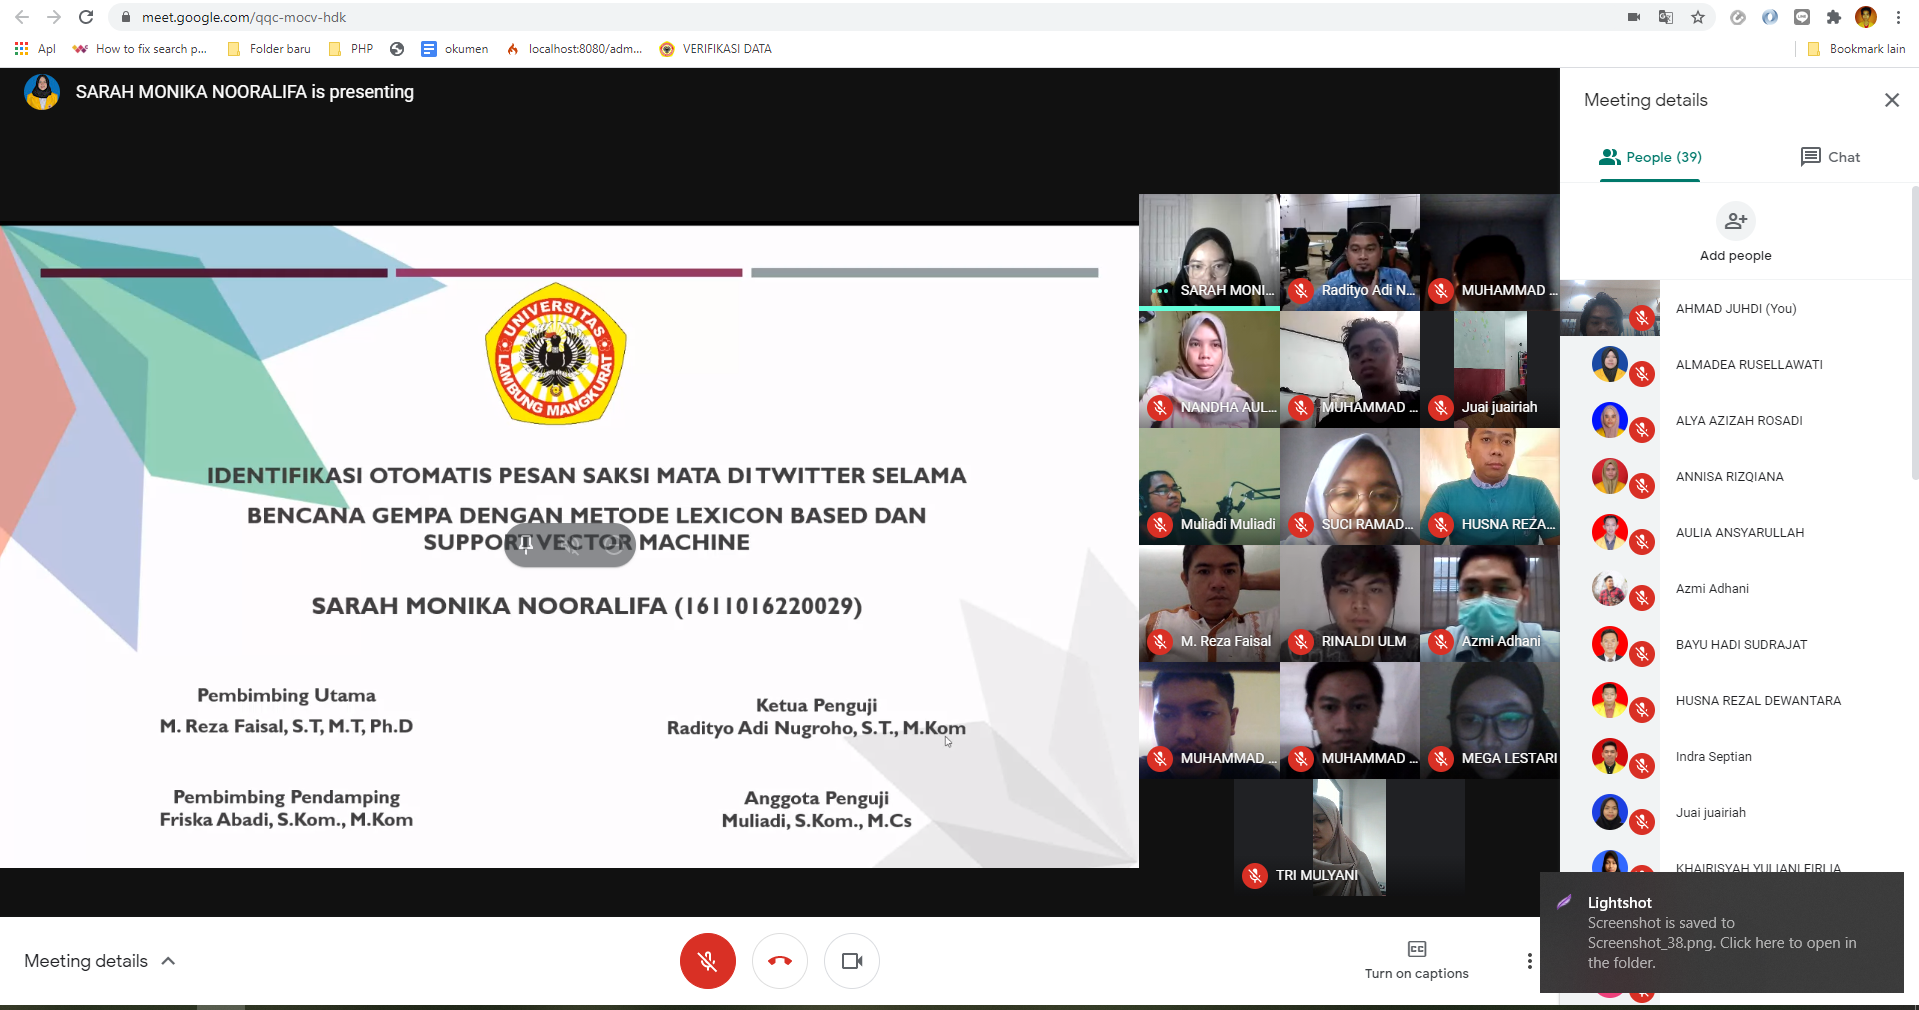 meet.google.com/qqc-mocv-hdk
Apl
How to fix search p...
Folder baru
PHP
okumen
localhost:8080/adm...
VERIFIKASI DATA
Bookmark lain
SARAH MONIKA NOORALIFA is presenting
UNIVERSITAS
LAMBUNG MANGKURAT
IDENTIFIKASI OTOMATIS PESAN SAKSI MATA DI TWITTER SELAMA
BENCANA GEMPA DENGAN METODE LEXICON BASED DAN
SUPPORT VECTOR MACHINE
SARAH MONIKA NOORALIFA (1611016220029)
Pembimbing Utama
M. Reza Faisal, S.T, M.T, Ph.D
Ketua Penguji
Radityo Adi Nugroho, S.T., M.Kom
Pembimbing Pendamping
Friska Abadi, S.Kom., M.Kom
Anggota Penguji
Muliadi, S.Kom., M.Cs
SARAH MONI...
Radityo Adi N...
MUHAMMAD ...
NANDHA AUL...
MUHAMMAD ...
Juai juairiah
Muliadi Muliadi
SUCI RAMAD...
HUSNA REZA...
M. Reza Faisal
RINALDI ULM
Azmi Adhani
MUHAMMAD ...
MUHAMMAD ...
MEGA LESTARI
TRI MULYANI
Meeting details
People (39)
Chat
Add people
AHMAD JUHDI (You)
ALMADEA RUSELLAWATI
ALYA AZIZAH ROSADI
ANNISA RIZQIANA
AULIA ANSYARULLAH
Azmi Adhani
BAYU HADI SUDRAJAT
HUSNA REZAL DEWANTARA
Indra Septian
Juai juairiah
KHAIRISYAH YULIANI FIRLIA
Lightshot
Screenshot is saved to
Screenshot_38.png. Click here to open in
the folder.
Meeting details
Turn on captions